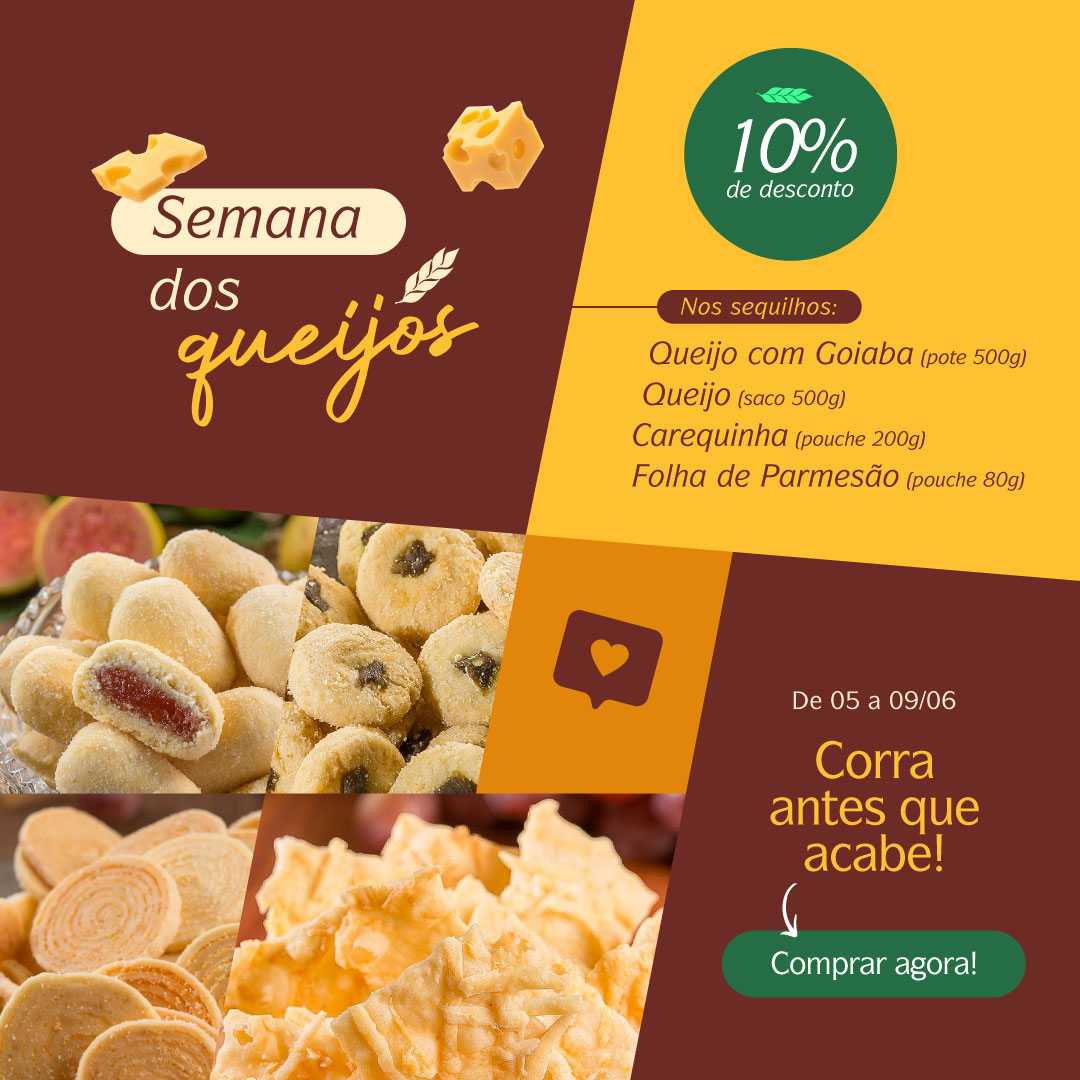 Semana
dos
queijos
10%
de desconto
Nos sequilhos:
Queijo com Goiaba (pote 500g)
Queijo (saco 500g)
Carequinha (pouche 200g)
Folha de Parmesão (pouche 80g)
De 05 a 09/06
Corra
antes que
acabe!
Comprar agora!